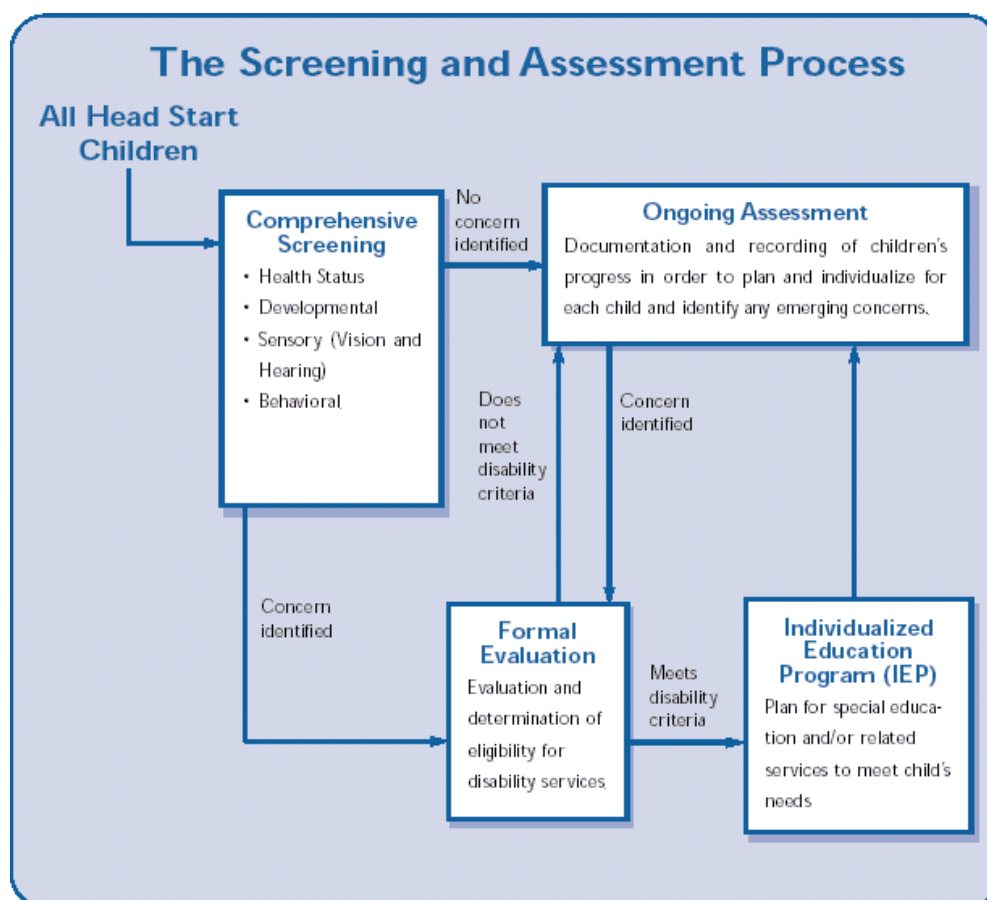 The Screening and Assessment Process
All Head Start
Children
Comprehensive
Screening
• Health Status
• Developmental
• Sensory (Vision and
Hearing)
• Behavioral.
No
concern
identified
Ongoing Assessment
Documentation and recording of children's
progress in order to plan and individualize for
each child and identify any emerging concerns.
Does
not
meet
disability
criteria
Concern
identified
Concern
identified
Formal
Evaluation
Evaluation and
determination of
eligibility for
disability services.
Meets
disability
criteria
Individualized
Education
Program (IEP)
Plan for special educa-
tion and/or related
services to meet child's
needs